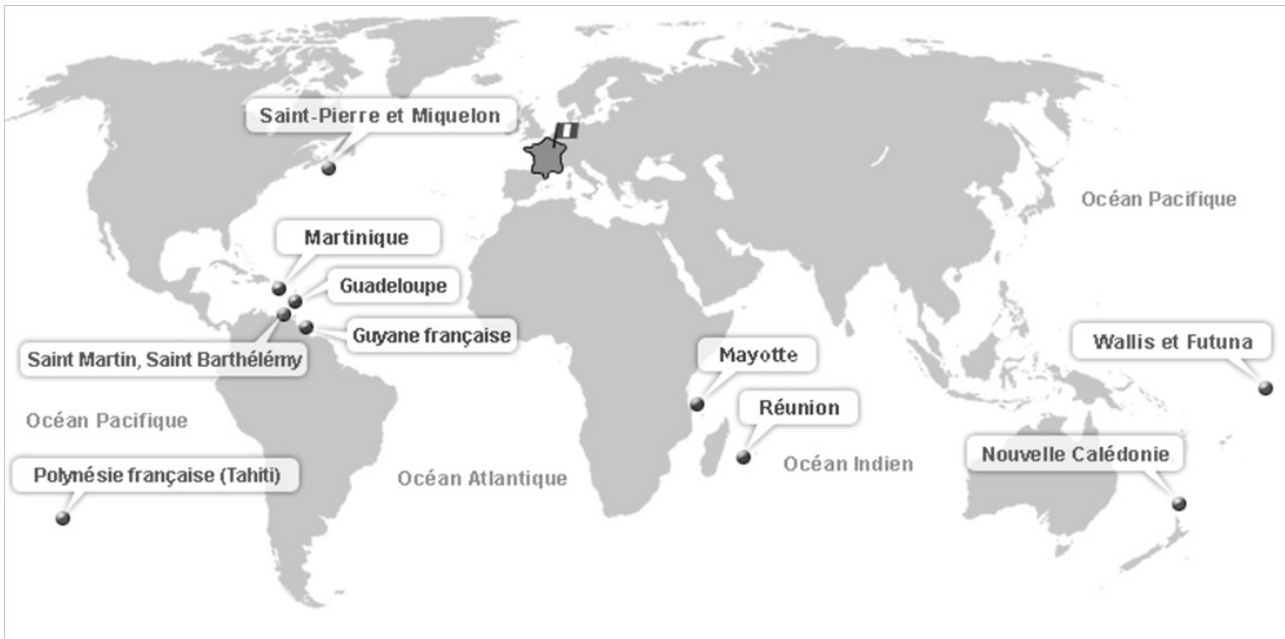 Saint-Pierre et Miquelon
Océan Pacifique
Martinique
Guadeloupe
Guyane française
Saint Martin, Saint Barthélémy
Mayotte
Wallis et Futuna
Réunion
Océan Pacifique
Nouvelle Calédonie
Océan Indien
Polynésie française (Tahiti)
Océan Atlantique